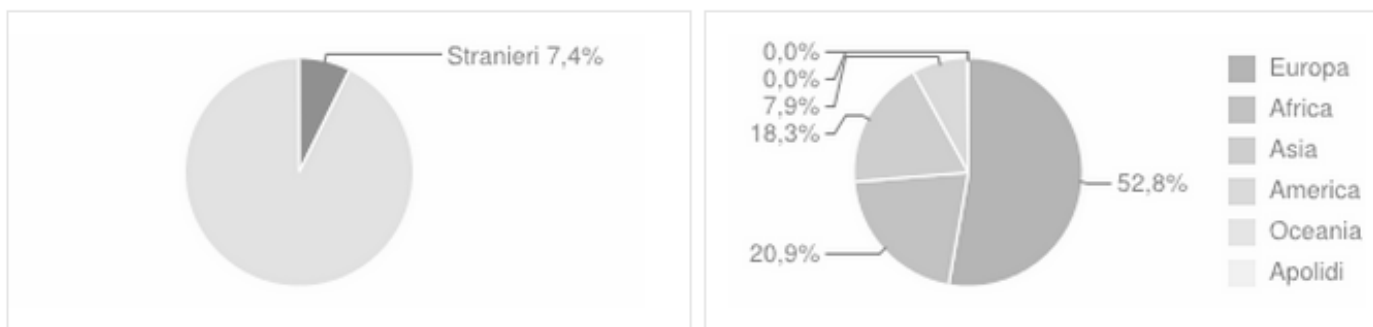 Stranieri 7,4%
0,0%
0,0%
7,9%
18,3%
20,9%
52,8%
Europa
Africa
Asia
America
Oceania
Apolidi